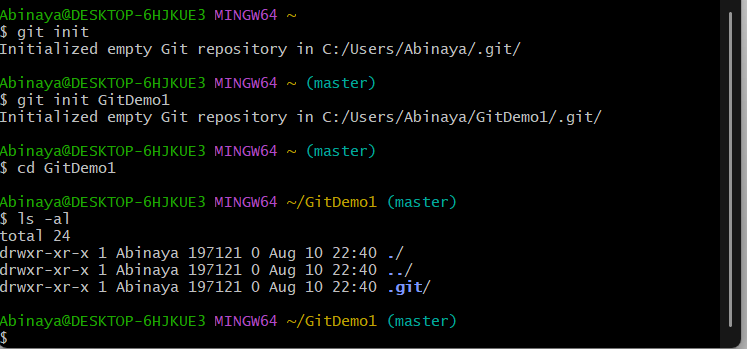 Abinaya@DESKTOP-6HJKUE3 MINGW64 ~
$ git init
Initialized empty Git repository in C:/Users/Abinaya/.git/
Abinaya@DESKTOP-6HJKUE3 MINGW64 ~ (master)
$ git init GitDemo1
Initialized empty Git repository in C:/Users/Abinaya/GitDemo1/.git/
Abinaya@DESKTOP-6HJKUE3 MINGW64 ~ (master)
$ cd GitDemo1
Abinaya@DESKTOP-6HJKUE3 MINGW64 ~/GitDemo1 (master)
$ ls -al
total 24
drwxr-xr-x 1 Abinaya 197121 0 Aug 10 22:40 ./
drwxr-xr-x 1 Abinaya 197121 0 Aug 10 22:40 ../
drwxr-xr-x 1 Abinaya 197121 0 Aug 10 22:40 .git/
Abinaya@DESKTOP-6HJKUE3 MINGW64 ~/GitDemo1 (master)
$